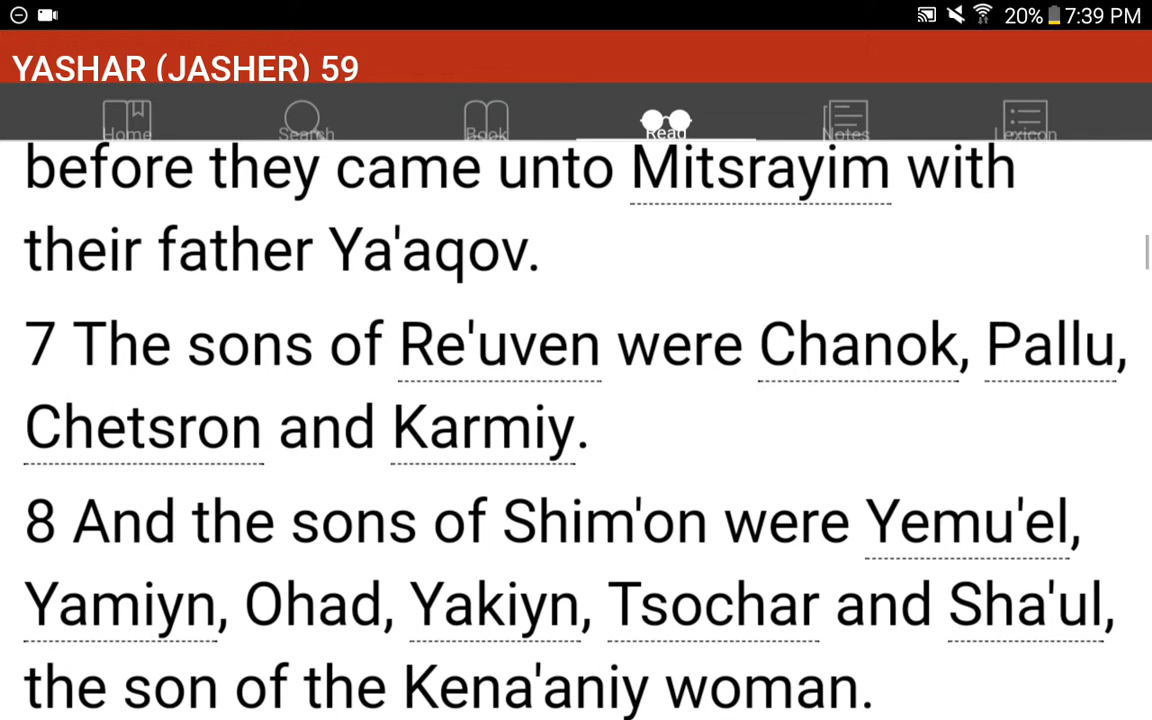 20% 7:39 PM
YASHAR (JASHER) 59
Home Search Book Read Notes Lexicon
before they came unto Mitsrayim with
their father Ya'aqov.
7 The sons of Re'uven were Chanok, Pallu,
Chetsron and Karmiy.
8 And the sons of Shim'on were Yemu'el,
Yamiyn, Ohad, Yakiyn, Tsochar and Sha'ul,
the son of the Kena'aniy woman.